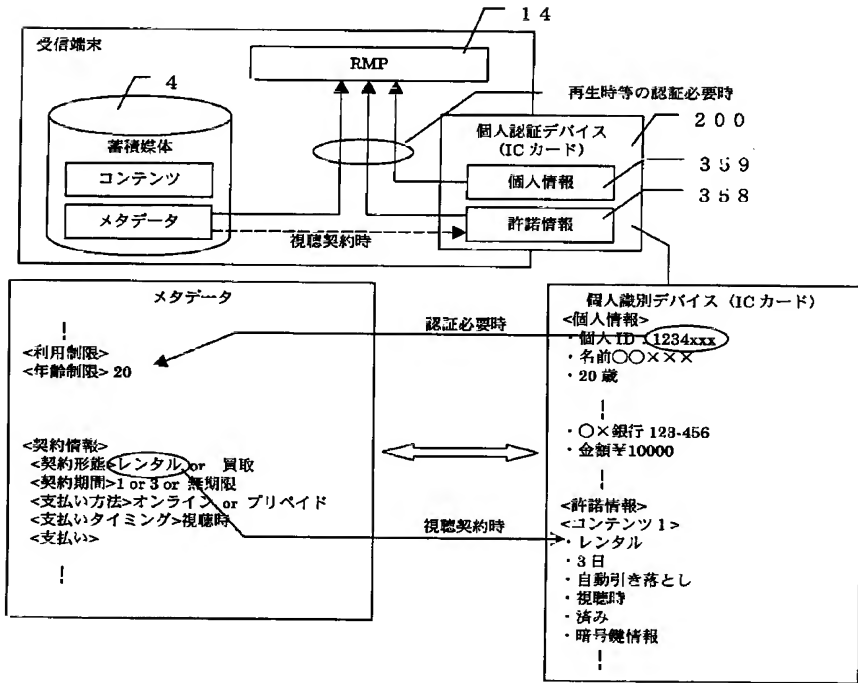 14
受信端末
RMP
4
再生時等の認証必要時
蓄積媒体
コンテンツ
メタデータ
視聴契約時
個人認証デバイス
(ICカード)
200
個人情報
359
許諾情報
358
メタデータ
<利用制限>
<年齢制限> 20
<契約情報>
<契約形態>レンタル or 買取
<契約期間>1 or 3 or 無期限
<支払い方法>オンライン or プリペイド
<支払いタイミング>視聴時
<支払い>
認証必要時
視聴契約時
個人識別デバイス (ICカード)
<個人情報>
・個人 ID:1234xxx
・名前〇〇×××
・20歳
・〇×銀行 123-456
・金額¥10000
<許諾情報>
<コンテンツ1>
・レンタル
・3日
・自動引き落とし
・視聴時
・済み
・暗号鍵情報